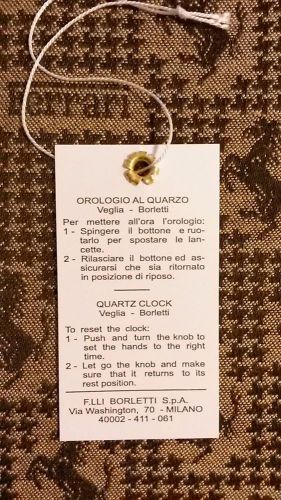 Ferrari
OROLOGIO AL QUARZO
Veglia - Borletti
Per mettere all'ora l'orologio:
1 - Spingere il bottone e ruo-
tarlo per spostare le lan-
cette.
2 - Rilasciare il bottone ed as-
sicurarsi che sia ritornato
in posizione di riposo.
QUARTZ CLOCK
Veglia - Borletti
To reset the clock:
1 - Push and turn the knob to
set the hands to the right
time.
2 - Let go the knob and make
sure that it returns to its
rest position.
F.LLI BORLETTI S.p.A.
Via Washington, 70 - MILANO
40002 - 411 - 061